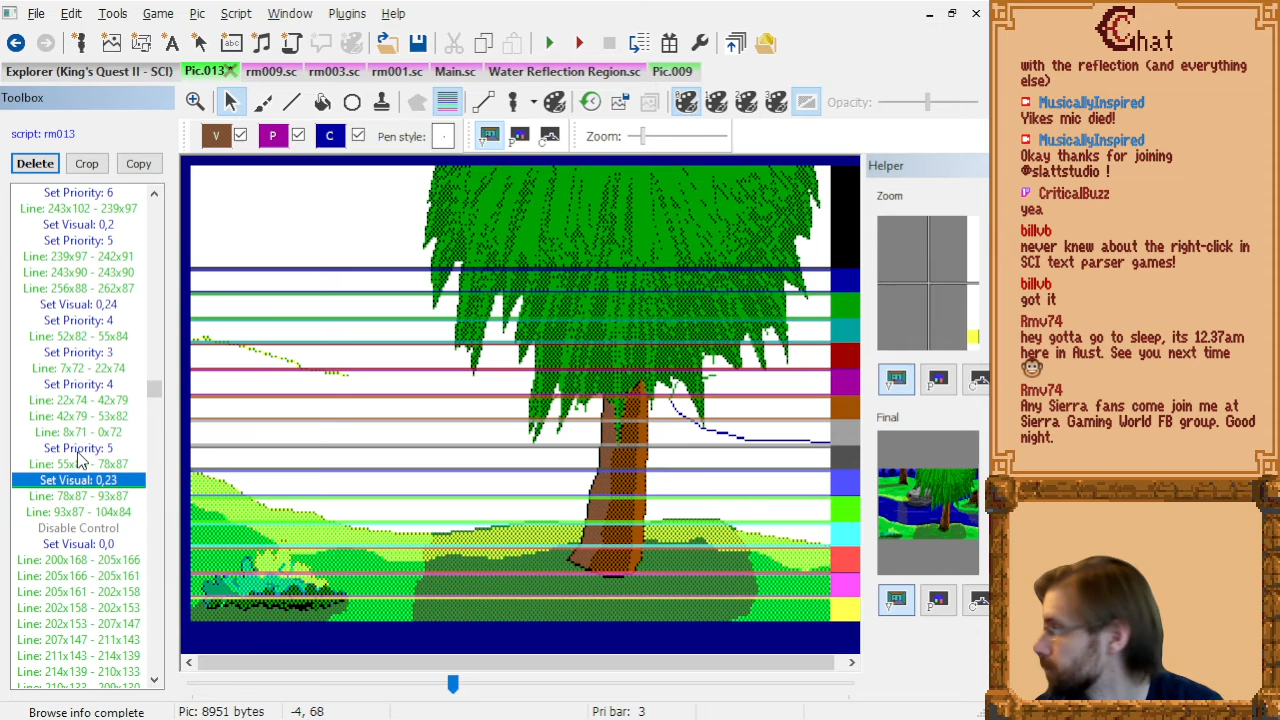 File Edit Tools Game Pic Script Window Plugins Help
Explorer (King's Quest II - SCI) Pic.013 rm009.sc rm003.sc rm001.sc Main.sc Water Reflection Region.sc Pic.009
Toolbox
Opacity:
script: rm013
V P C Pen style: Zoom:
Delete Crop Copy
Set Priority: 6
Line: 243x102 - 239x97
Set Visual: 0,2
Set Priority: 5
Line: 239x97 - 242x91
Line: 243x90 - 243x90
Line: 256x88 - 262x87
Set Visual: 0,24
Set Priority: 4
Line: 52x82 - 55x84
Set Priority: 3
Line: 7x72 - 22x74
Set Priority: 4
Line: 22x74 - 42x79
Line: 42x79 - 53x82
Line: 8x71 - 0x72
Set Priority: 5
- 78x87
Set Visual: 0,23
Line: 78x87 - 93x87
Line: 93x87 - 104x84
Disable Control
Set Visual: 0,0
Line: 200x168 - 205x166
Line: 205x166 - 205x161
Line: 205x161 - 202x158
Line: 202x158 - 202x153
Line: 202x153 - 207x147
Line: 207x147 - 211x143
Line: 211x143 - 214x139
Line: 214x139 - 210x133
Helper
Zoom
V P
Final
V P
Browse info complete Pic: 8951 bytes -4, 68 Pri bar: 3
Chat
with the reflection (and everything
else)
MusicallyInspired
Yikes mic died!
MusicallyInspired
Okay thanks for joining
@slattstudio !
CriticalBuzz
yea
billvb
never knew about the right-click in
SCI text parser games!
billvb
got it
Rmv74
hey gotta go to sleep, its 12.37am
here in Aust. See you next time
Rmv74
Any Sierra fans come join me at
Sierra Gaming World FB group. Good
night.